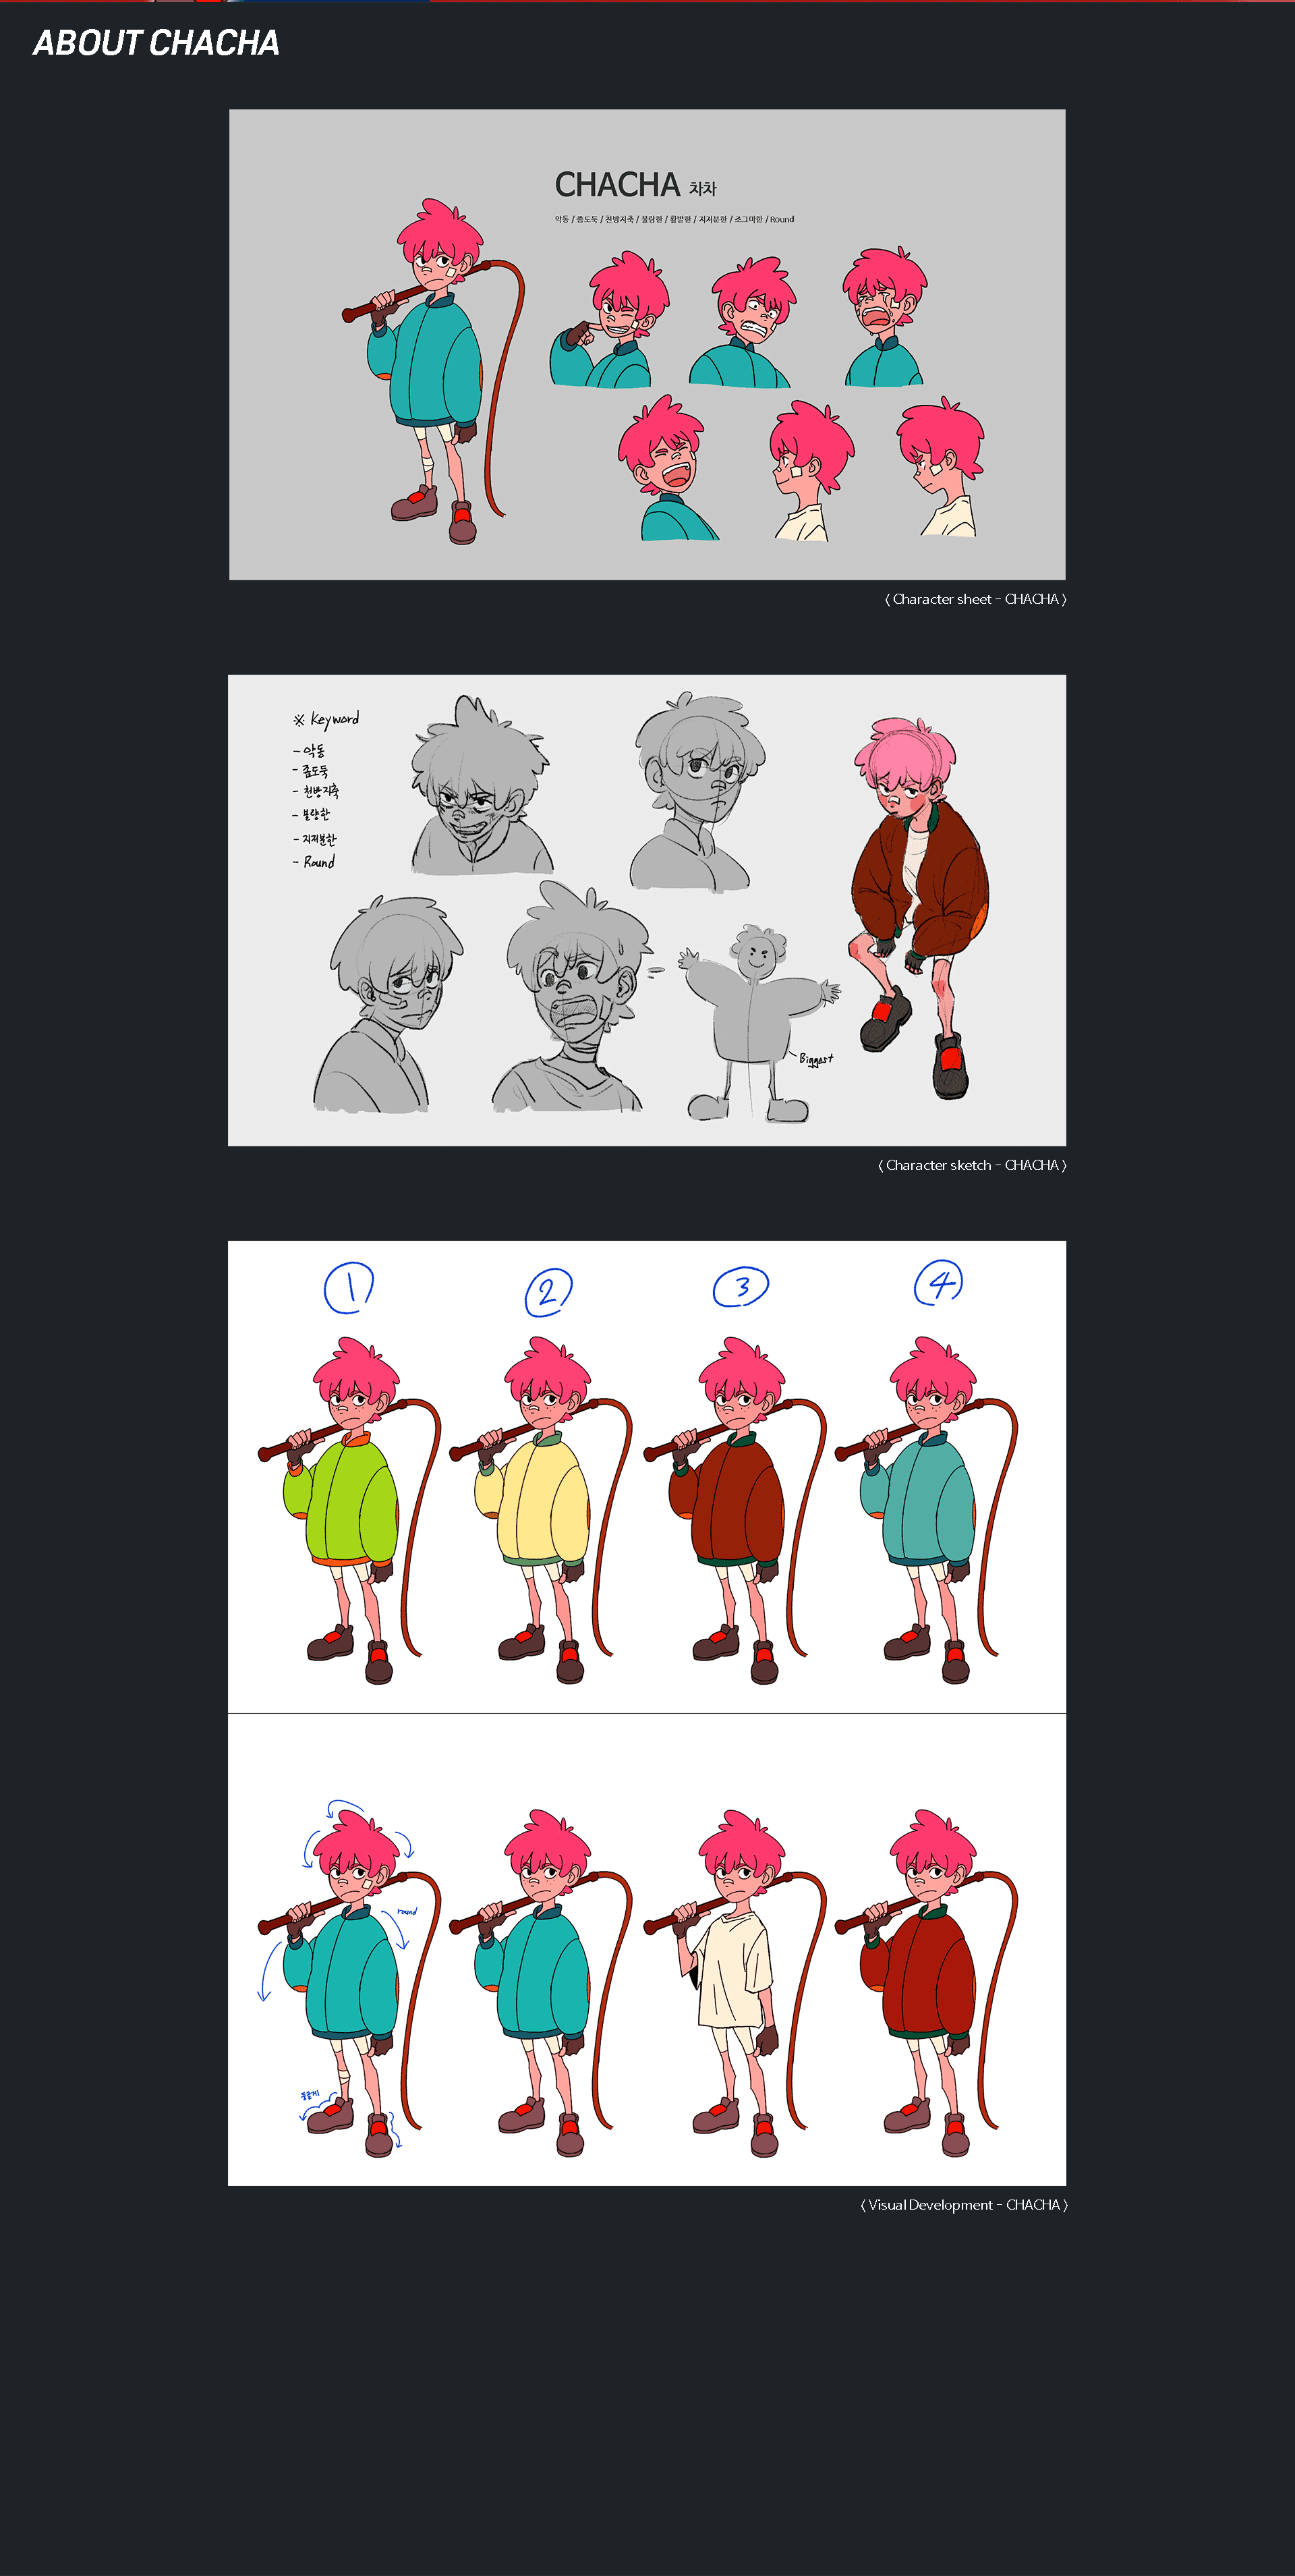 ABOUT CHACHA
CHACHA 차차
악동 / 좀도둑 / 천방지축 / 불량한 / 활발한 / 지저분한 / 조그마한 / Round
< Character sheet - CHACHA >
※ Keyword
- 악동
- 좀도둑
- 천방지축
- 불량한
- 지저분한
- Round
Biggest
< Character sketch - CHACHA >
1 2 3 4
round
둥글게
< Visual Development - CHACHA >